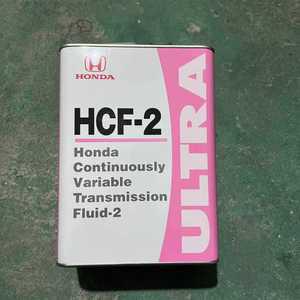 HONDA
HCF-2
Honda
Continuously
Variable
Transmission
Fluid-2
ULTRA